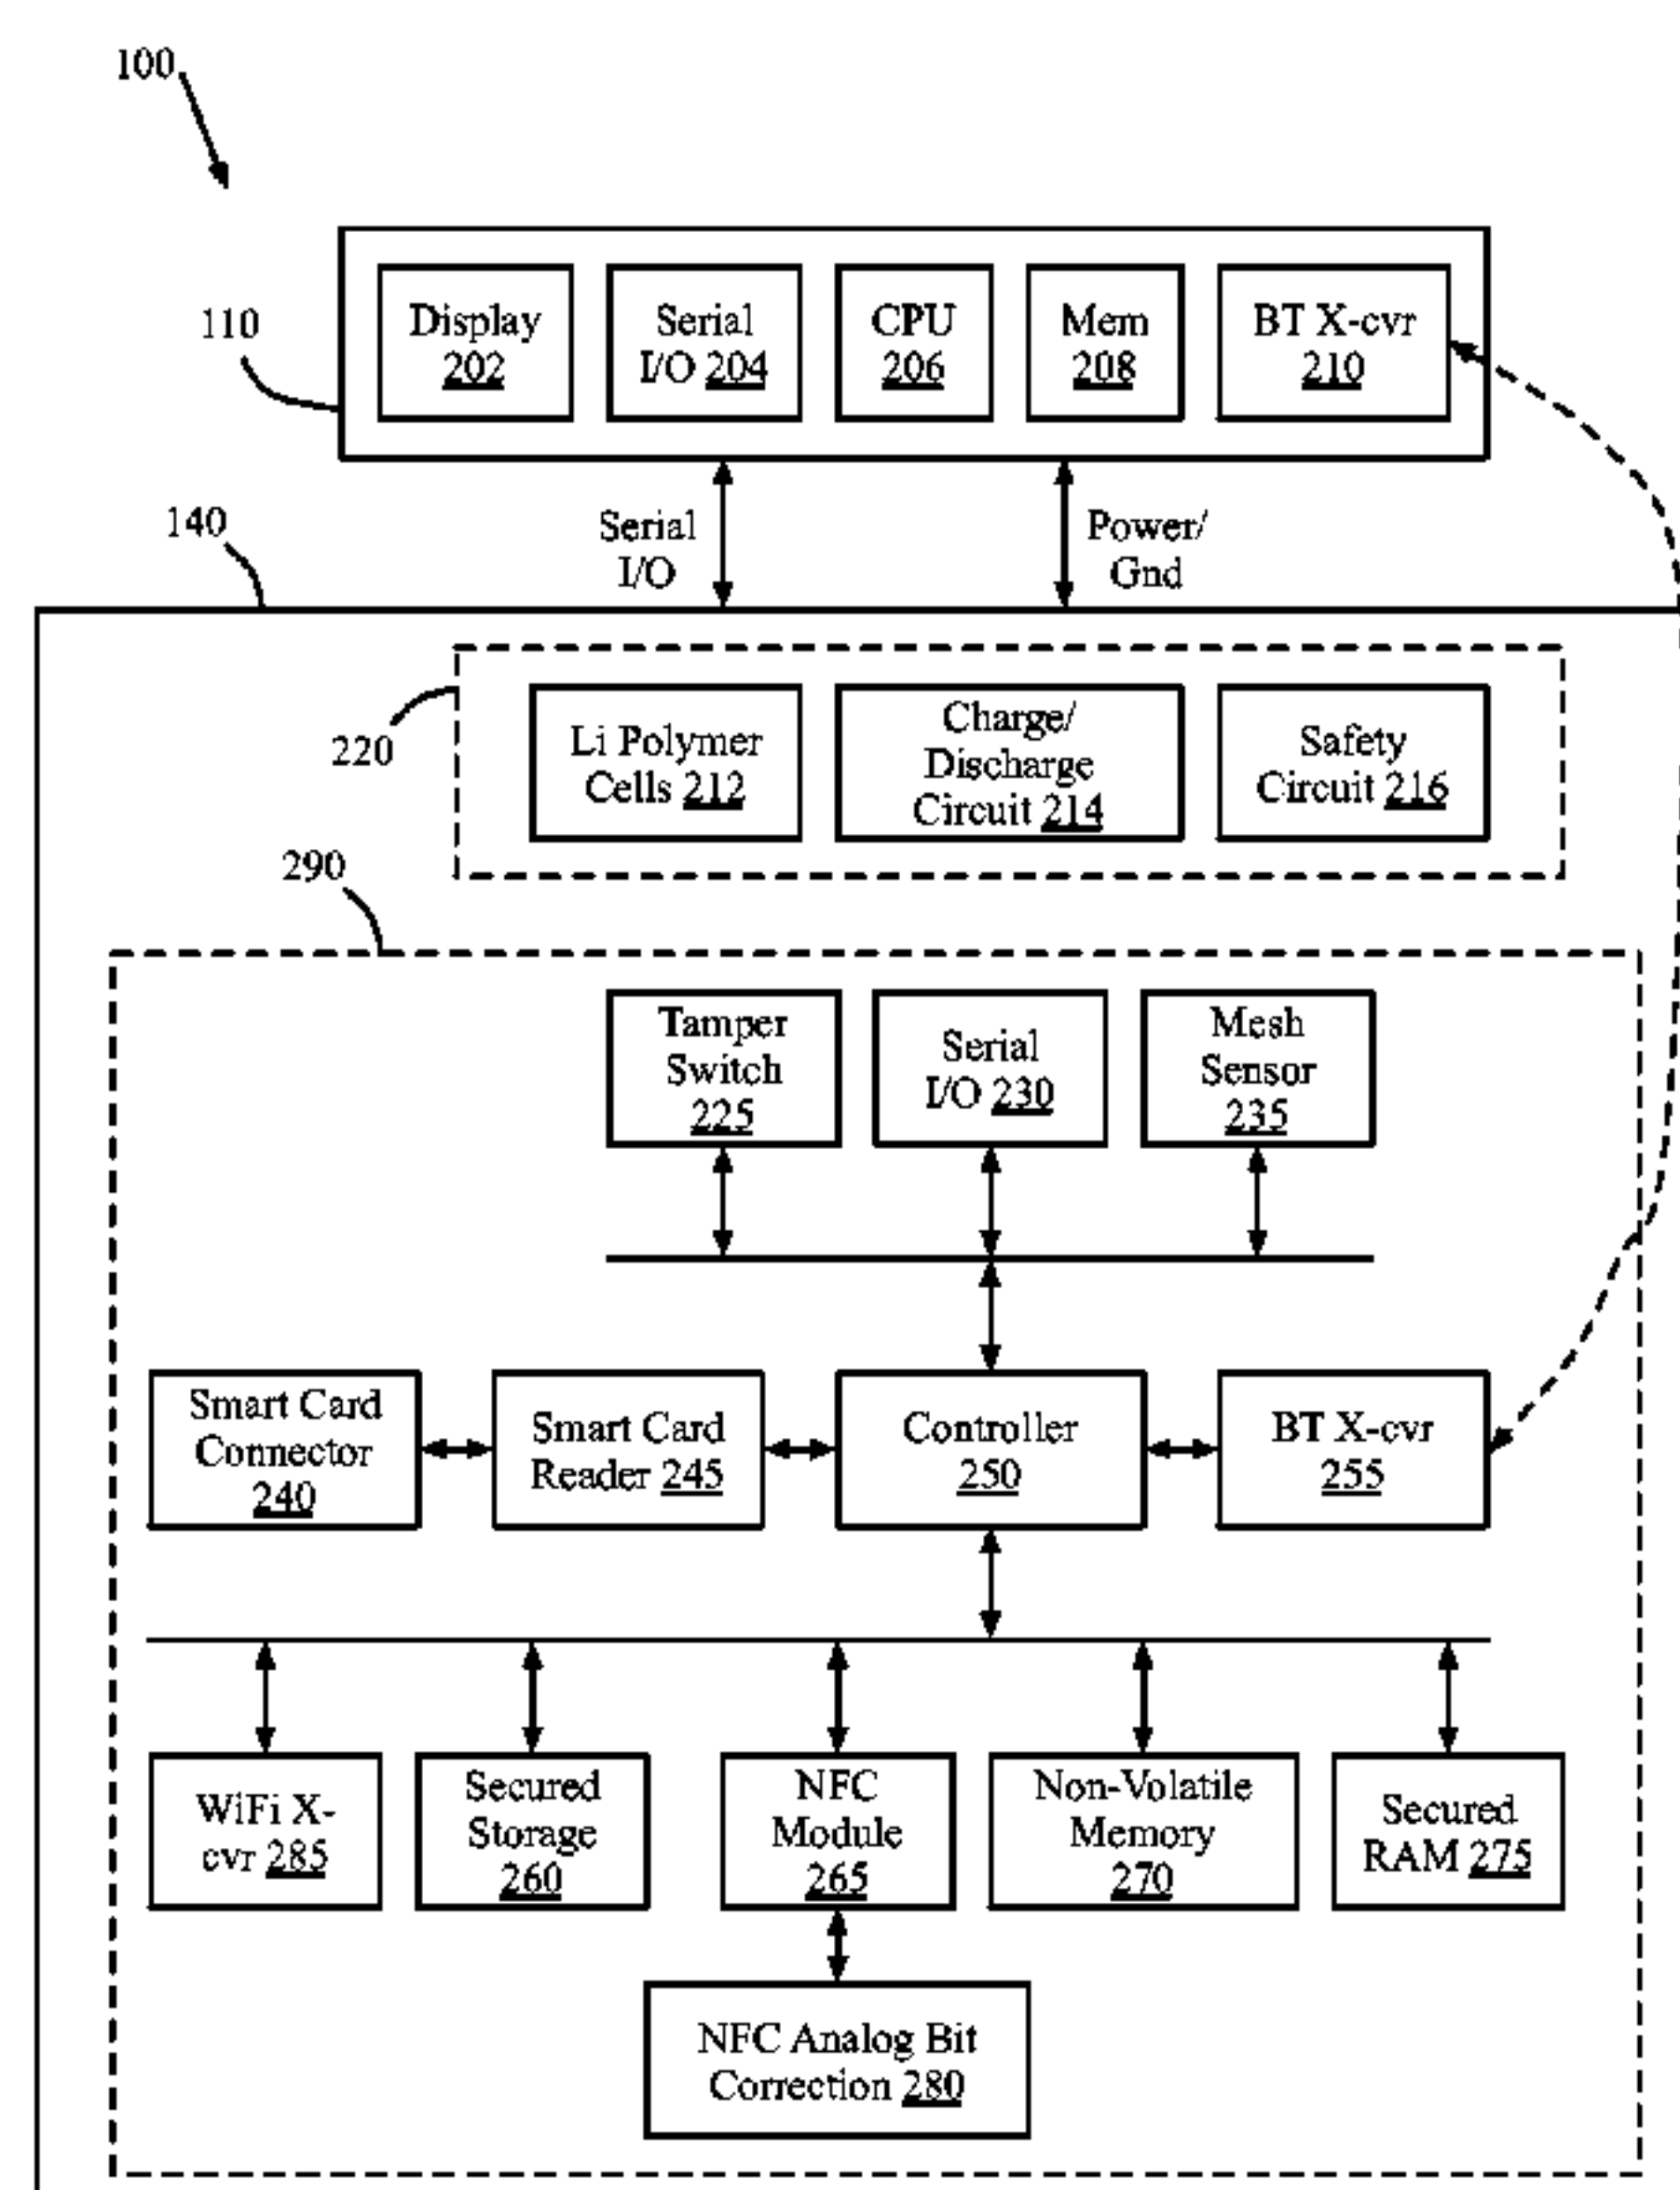 100
110
Display
202
Serial
I/O 204
CPU
206
Mem
208
BT X-cvr
210
140
Serial
I/O
Power/
Gnd
220
Li Polymer
Cells 212
Charge/
Discharge
Circuit 214
Safety
Circuit 216
290
Tamper
Switch
225
Serial
I/O 230
Mesh
Sensor
235
Smart Card
Connector
240
Smart Card
Reader 245
Controller
250
BT X-cvr
255
WiFi X-
cvr 285
Secured
Storage
260
NFC
Module
265
Non-Volatile
Memory
270
Secured
RAM 275
NFC Analog Bit
Correction 280